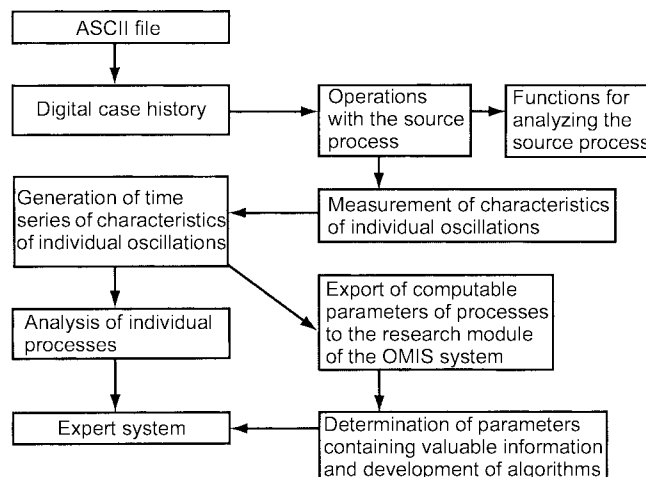 ASCII file
Digital case history
Operations
with the source
process
Functions for
analyzing the
source process
Generation of time
series of characteristics
of individual oscillations
Measurement of characteristics
of individual oscillations
Analysis of individual
processes
Export of computable
parameters of processes
to the research module
of the OMIS system
Expert system
Determination of parameters
containing valuable information
and development of algorithms